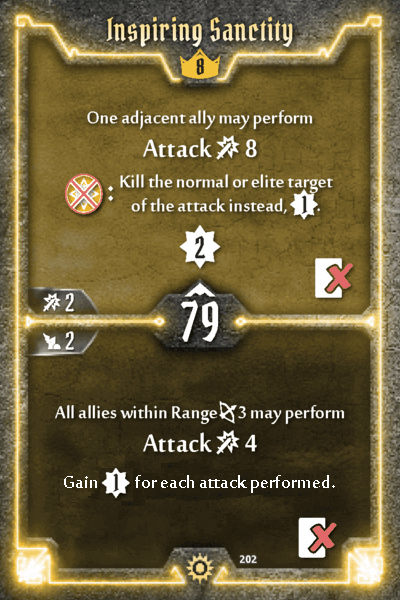 Inspiring Sanctity
8
One adjacent ally may perform
Attack 8
: Kill the normal or elite target
of the attack instead, 1.
2
2
79
2
All allies within Range 3 may perform
Attack 4
Gain 1 for each attack performed.
202